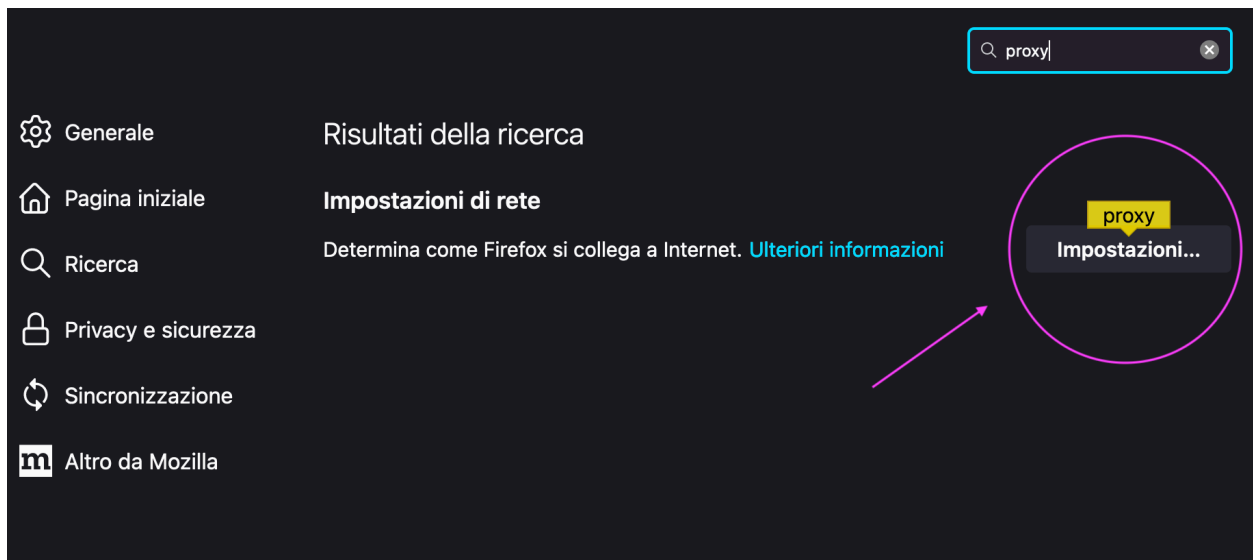 proxy
Generale
Pagina iniziale
Ricerca
Privacy e sicurezza
Sincronizzazione
m Altro da Mozilla
Risultati della ricerca
Impostazioni di rete
Determina come Firefox si collega a Internet. Ulteriori informazioni
proxy
Impostazioni...